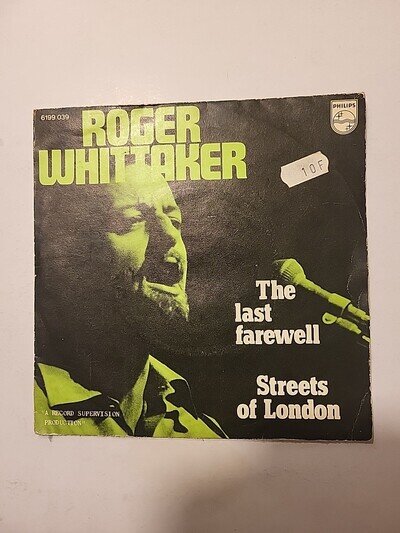 6199 039
PHILIPS
ROGER
WHITTAKER
10F
The
last
farewell
Streets
of London
A RECORD SUPERVISION
PRODUCTION